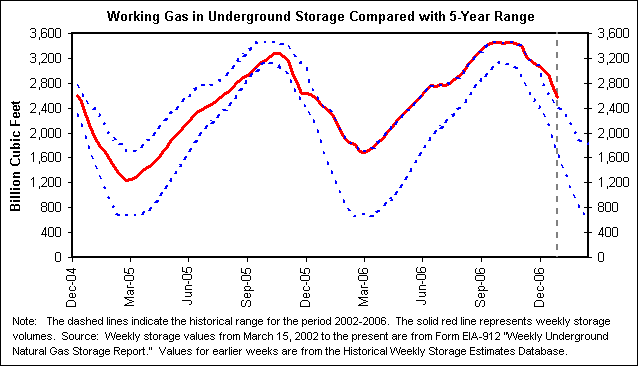 Working Gas in Underground Storage Compared with 5-Year Range
Billion Cubic Feet
3,600
3,200
2,800
2,400
2,000
1,600
1,200
800
400
0
3,600
3,200
2,800
2,400
2,000
1,600
1,200
800
400
0
Dec-04
Mar-05
Jun-05
Sep-05
Dec-05
Mar-06
Jun-06
Sep-06
Dec-06
Note: The dashed lines indicate the historical range for the period 2002-2006. The solid red line represents weekly storage
volumes. Source: Weekly storage values from March 15, 2002 to the present are from Form EIA-912 "Weekly Underground
Natural Gas Storage Report." Values for earlier weeks are from the Historical Weekly Storage Estimates Database.